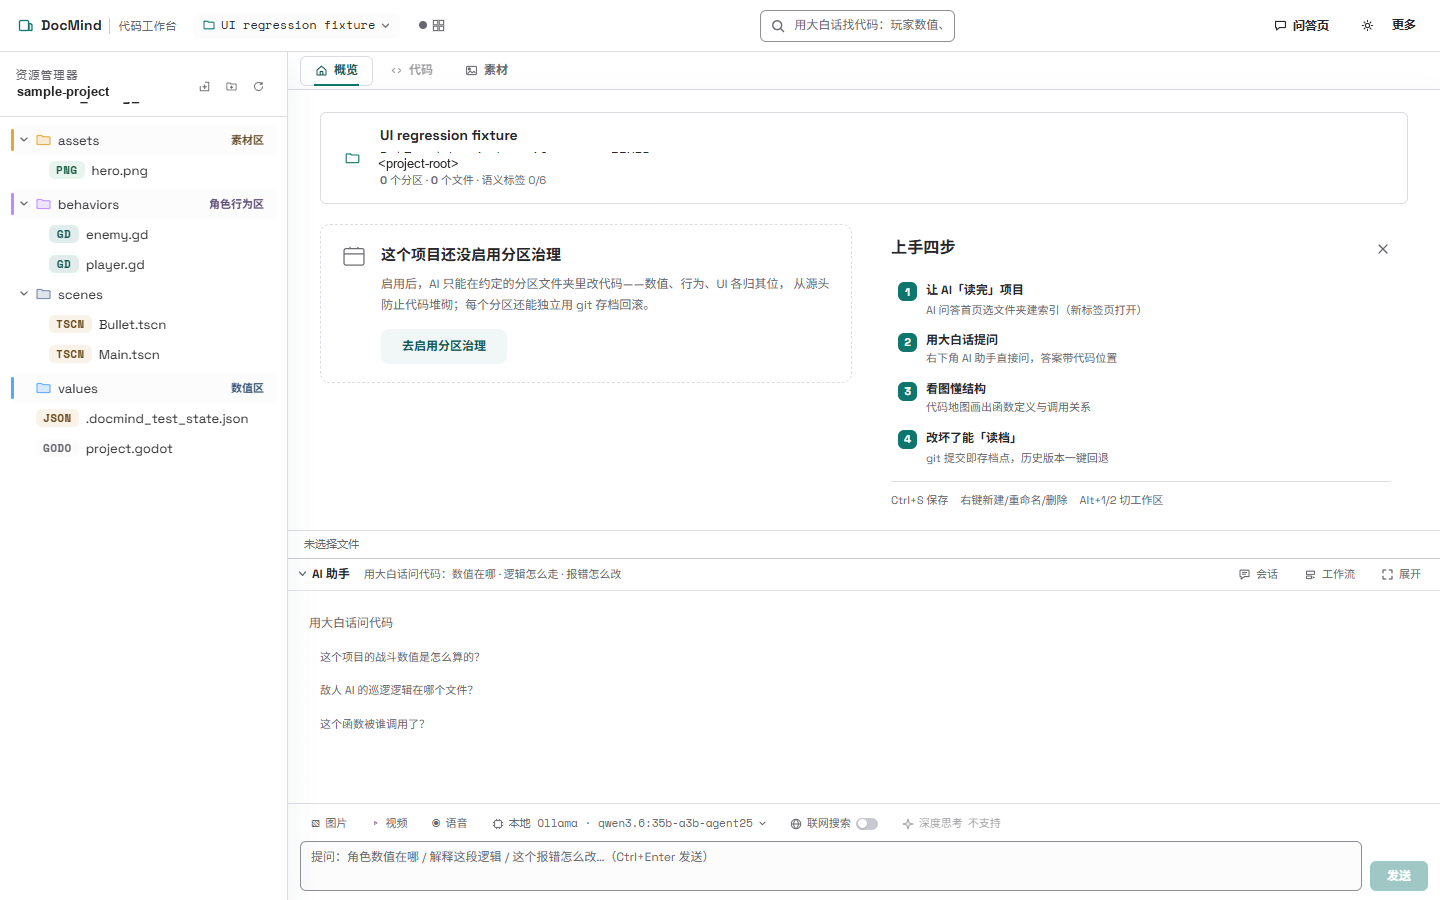 DocMind 代码工作台 UI regression fixture 用大白话找代码：玩家数值、 问答页 更多
资源管理器
sample-project
概览 代码 素材
assets 素材区
PNG hero.png
behaviors 角色行为区
GD enemy.gd
GD player.gd
scenes
TSCN Bullet.tscn
TSCN Main.tscn
values 数值区
JSON .docmind_test_state.json
GODO project.godot
UI regression fixture
<project-root>
0 个分区 · 0 个文件 · 语义标签 0/6
这个项目还没启用分区治理
启用后，AI 只能在约定的分区文件夹里改代码——数值、行为、UI 各归其位， 从源头
防止代码堆砌；每个分区还能独立用 git 存档回滚。
去启用分区治理
上手四步
1 让 AI「读完」项目
AI 问答首页选文件夹建索引（新标签页打开）
2 用大白话提问
右下角 AI 助手直接问，答案带代码位置
3 看图懂结构
代码地图画出函数定义与调用关系
4 改坏了能「读档」
git 提交即存档点，历史版本一键回退
Ctrl+S 保存 右键新建/重命名/删除 Alt+1/2 切工作区
未选择文件
AI 助手 用大白话问代码：数值在哪 · 逻辑怎么走 · 报错怎么改 会话 工作流 展开
用大白话问代码
这个项目的战斗数值是怎么算的？
敌人 AI 的巡逻逻辑在哪个文件？
这个函数被谁调用了？
图片 视频 语音 本地 Ollama · qwen3.6:35b-a3b-agent25 联网搜索 深度思考 不支持
提问：角色数值在哪 / 解释这段逻辑 / 这个报错怎么改…（Ctrl+Enter 发送）
发送